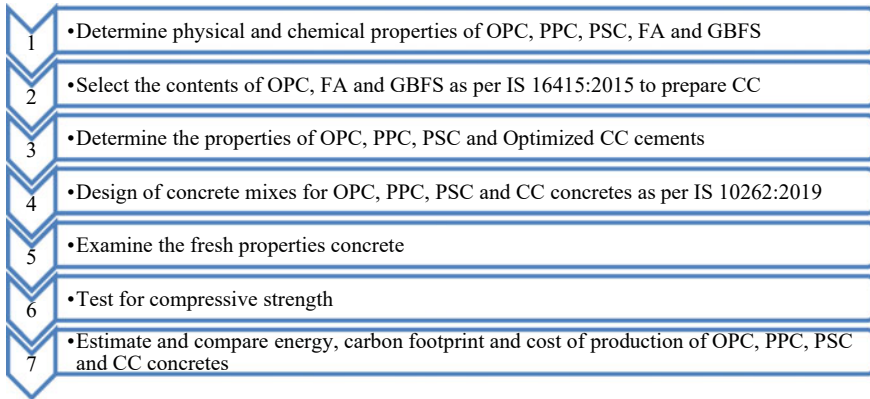 1
•Determine physical and chemical properties of OPC, PPC, PSC, FA and GBFS
2
•Select the contents of OPC, FA and GBFS as per IS 16415:2015 to prepare CC
3
•Determine the properties of OPC, PPC, PSC and Optimized CC cements
4
•Design of concrete mixes for OPC, PPC, PSC and CC concretes as per IS 10262:2019
5
•Examine the fresh properties concrete
6
•Test for compressive strength
7
•Estimate and compare energy, carbon footprint and cost of production of OPC, PPC, PSC
and CC concretes